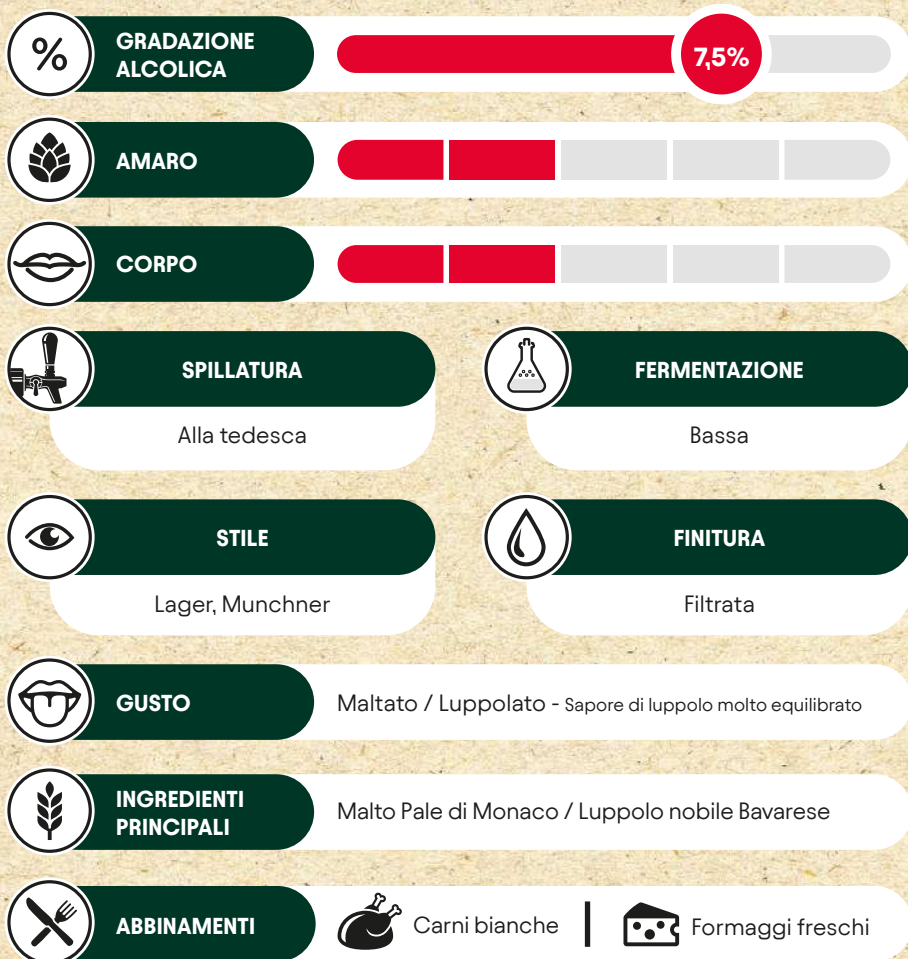 %
GRADAZIONE
ALCOLICA
7,5%
AMARO
CORPO
SPILLATURA
Alla tedesca
FERMENTAZIONE
Bassa
STILE
Lager, Munchner
FINITURA
Filtrata
GUSTO
Maltato / Luppolato - Sapore di luppolo molto equilibrato
INGREDIENTI
PRINCIPALI
Malto Pale di Monaco / Luppolo nobile Bavarese
ABBINAMENTI
Carni bianche
Formaggi freschi